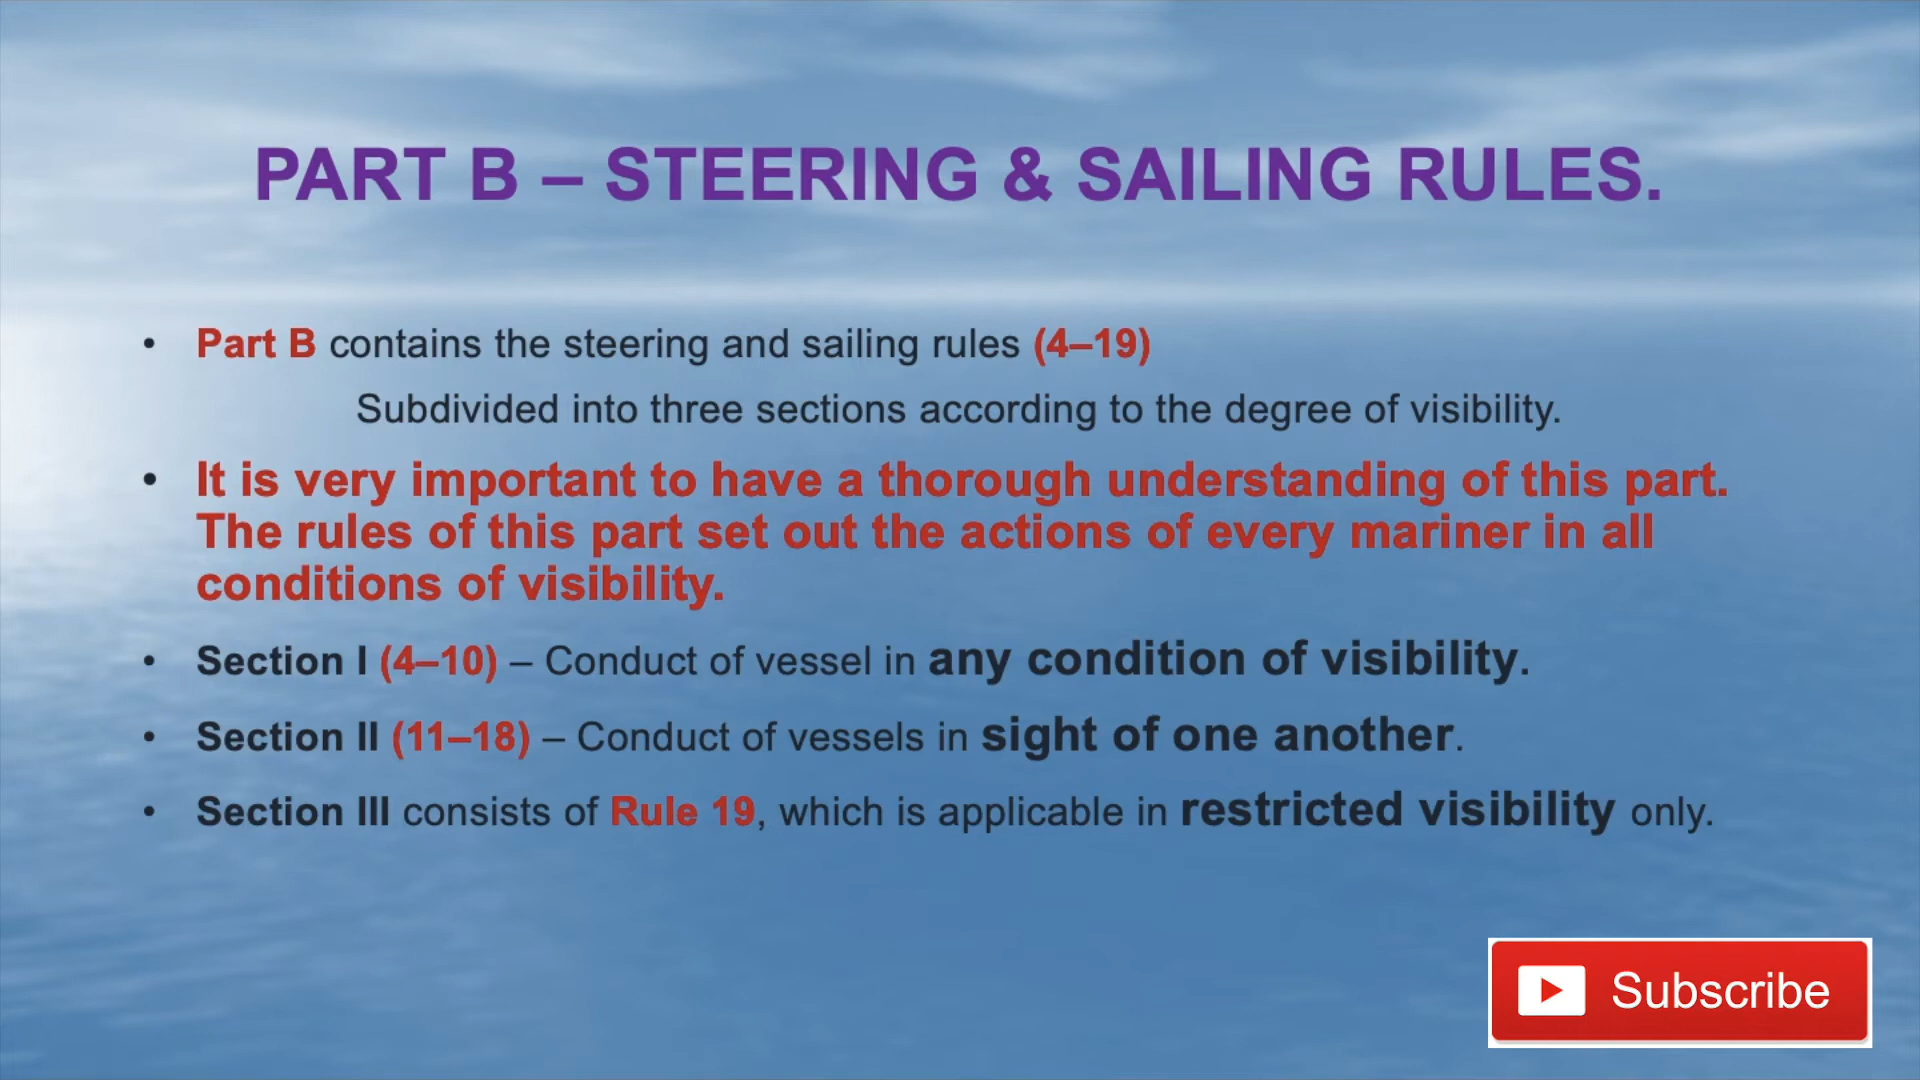 PART B – STEERING & SAILING RULES.
• Part B contains the steering and sailing rules (4–19)
Subdivided into three sections according to the degree of visibility.
• It is very important to have a thorough understanding of this part.
The rules of this part set out the actions of every mariner in all
conditions of visibility.
• Section I (4–10) – Conduct of vessel in any condition of visibility.
• Section II (11–18) – Conduct of vessels in sight of one another.
• Section III consists of Rule 19, which is applicable in restricted visibility only.
Subscribe